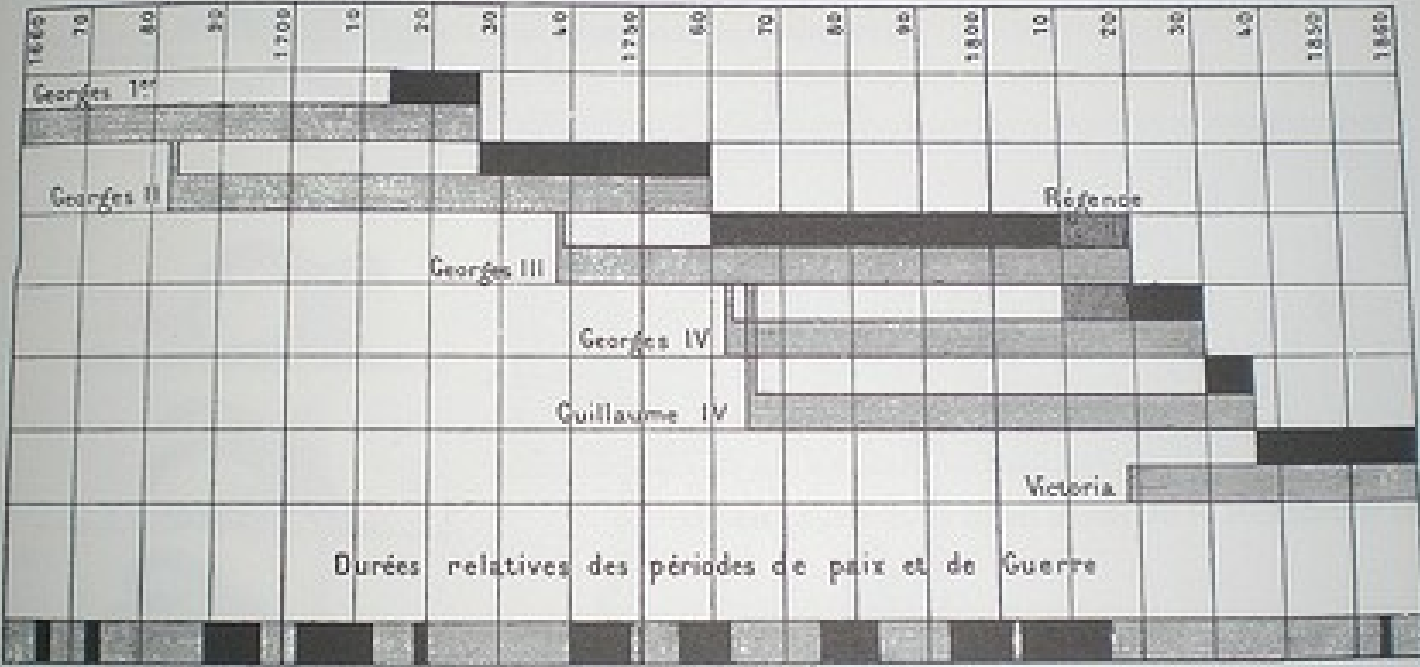 1660 70 80 90 1700 10 20 30 40 1750 60 70 80 90 1800 10 20 30 40 1850 1860
Georges 1er
Georges II
Régence
Georges III
Georges IV
Guillaume IV
Victoria
Durées relatives des périodes de paix et de Guerre